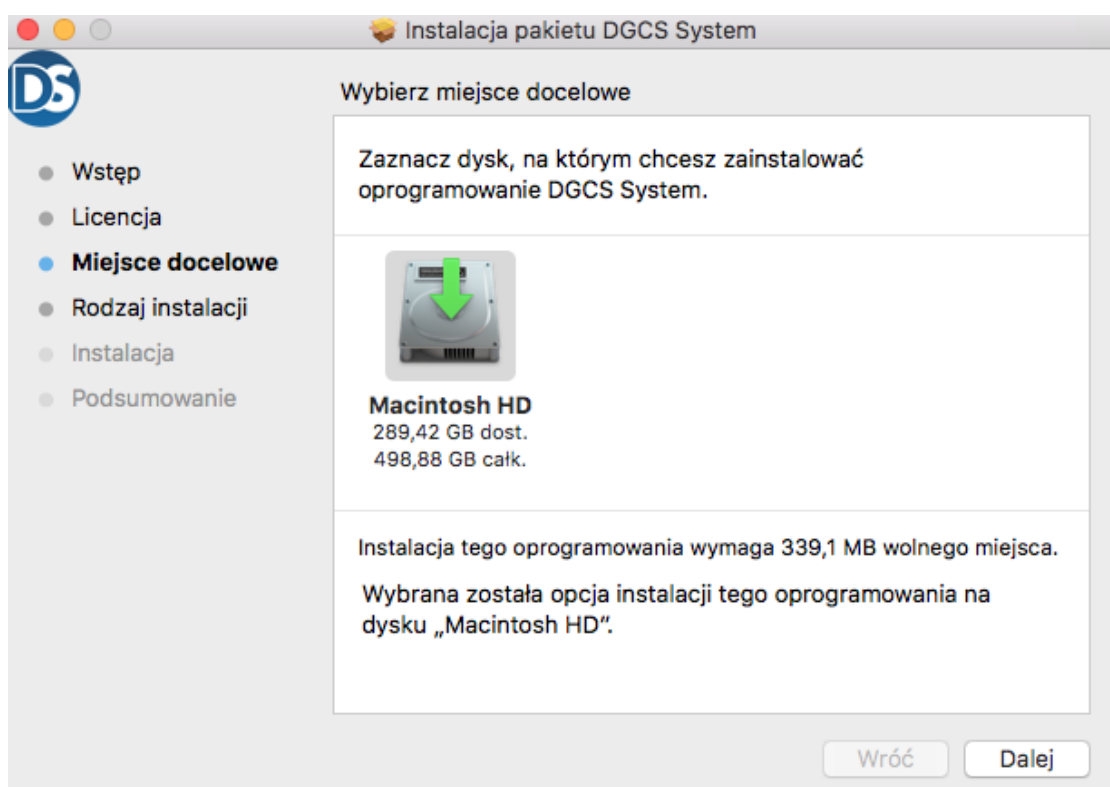 Instalacja pakietu DGCS System
DS
Wybierz miejsce docelowe
Wstęp
Licencja
Miejsce docelowe
Rodzaj instalacji
Instalacja
Podsumowanie
Zaznacz dysk, na którym chcesz zainstalować
oprogramowanie DGCS System.
Macintosh HD
289,42 GB dost.
498,88 GB całk.
Instalacja tego oprogramowania wymaga 339,1 MB wolnego miejsca.
Wybrana została opcja instalacji tego oprogramowania na
dysku „Macintosh HD”.
Wróć
Dalej